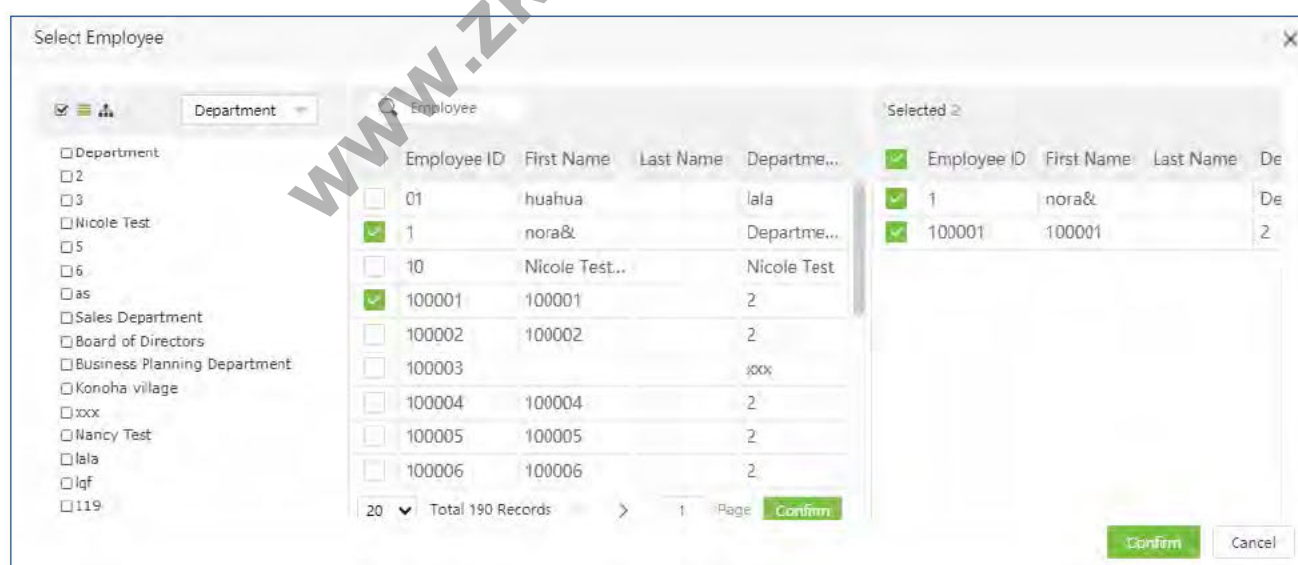 Select Employee
Department
Department
2
3
Nicole Test
5
6
as
Sales Department
Board of Directors
Business Planning Department
Konoha village
xxx
Nancy Test
lala
lqf
119
Employee
Employee ID First Name Last Name Departme...
01 huahua lala
1 nora& Departme...
10 Nicole Test... Nicole Test
100001 100001 2
100002 100002 2
100003 xxx
100004 100004 2
100005 100005 2
100006 100006 2
20 Total 190 Records > 1 Page Confirm
Selected 2
Employee ID First Name Last Name De
1 nora& De
100001 100001 2
Confirm Cancel
www.zk